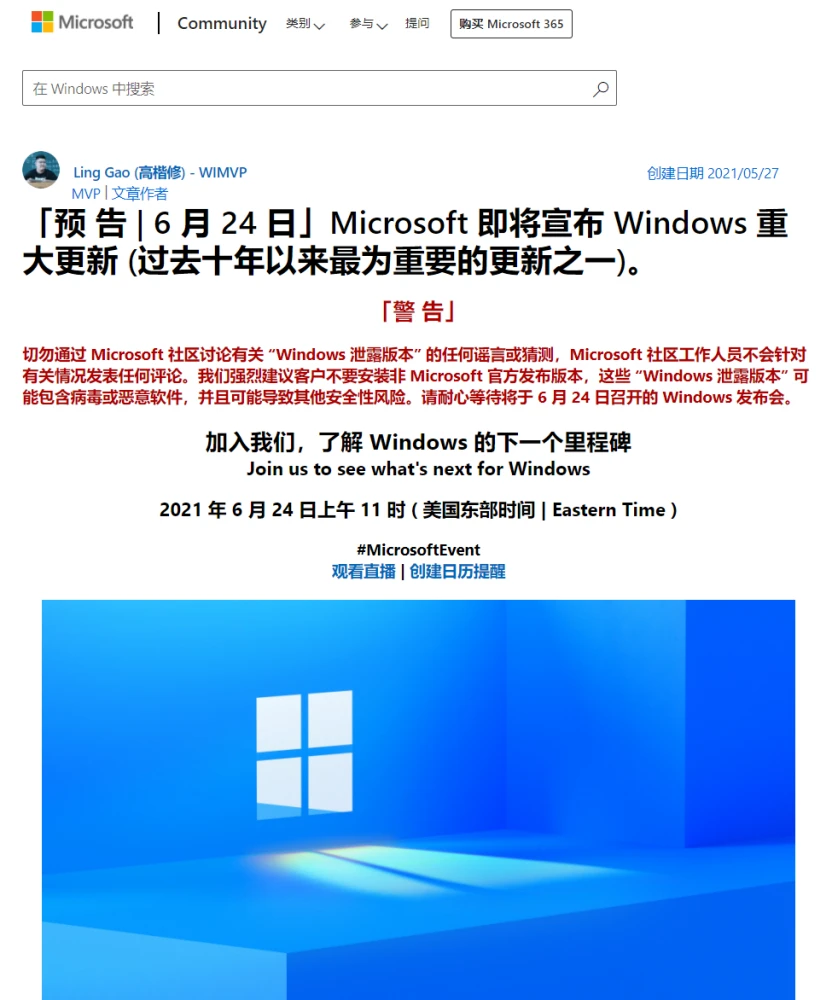 Microsoft | Community 类别 参与 提问 购买 Microsoft 365
在 Windows 中搜索
Ling Gao (高楷修) - WIMVP 创建日期 2021/05/27
MVP | 文章作者
「预 告 | 6 月 24 日」Microsoft 即将宣布 Windows 重
大更新 (过去十年以来最为重要的更新之一)。
「警 告」
切勿通过 Microsoft 社区讨论有关 “Windows 泄露版本” 的任何谣言或猜测，Microsoft 社区工作人员不会针对
有关情况发表任何评论。我们强烈建议客户不要安装非 Microsoft 官方发布版本，这些 “Windows 泄露版本” 可
能包含病毒或恶意软件，并且可能导致其他安全性风险。请耐心等待将于 6 月 24 日召开的 Windows 发布会。
加入我们，了解 Windows 的下一个里程碑
Join us to see what's next for Windows
2021 年 6 月 24 日上午 11 时 ( 美国东部时间 | Eastern Time )
#MicrosoftEvent
观看直播 | 创建日历提醒